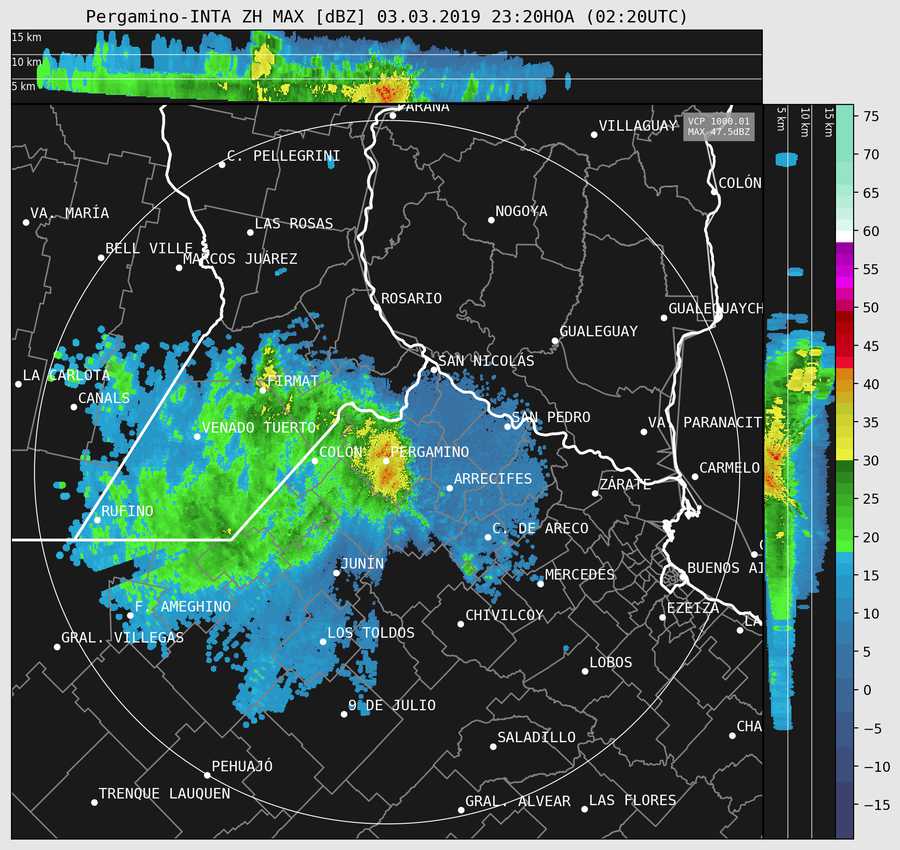 Pergamino-INTA ZH MAX [dBZ] 03.03.2019 23:20HOA (02:20UTC)
15 km
10 km
5 km
PARANÁ
VILLAGUAY
VCP 1000.01
MAX 47.5dBZ
5 km
10 km
15 km
C. PELLEGRINI
COLÓN
VA. MARÍA
LAS ROSAS
NOGOYA
BELL VILLE
MARCOS JUÁREZ
ROSARIO
GUALEGUAYCH
GUALEGUAY
SAN NICOLÁS
LA CARLOTA
FIRMAT
CANALS
SAN PEDRO
VENADO TUERTO
VA. PARANACIT
COLÓN
PERGAMINO
CARMELO
ARRECIFES
ZÁRATE
RUFINO
C. DE ARECO
C
JUNÍN
MERCEDES
BUENOS AI
F. AMEGHINO
CHIVILCOY
EZEIZA
LA
GRAL. VILLEGAS
LOS TOLDOS
LOBOS
9 DE JULIO
SALADILLO
CHA
PEHUAJÓ
TRENQUE LAUQUEN
GRAL. ALVEAR
LAS FLORES
75
70
65
60
55
50
45
40
35
30
25
20
15
10
5
0
−5
−10
−15